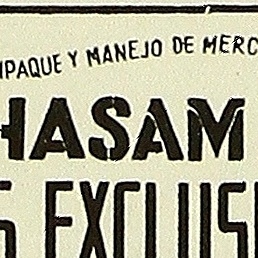 MPAQUE Y MANEJO DE MERC
HASAM
S EXCLUSI